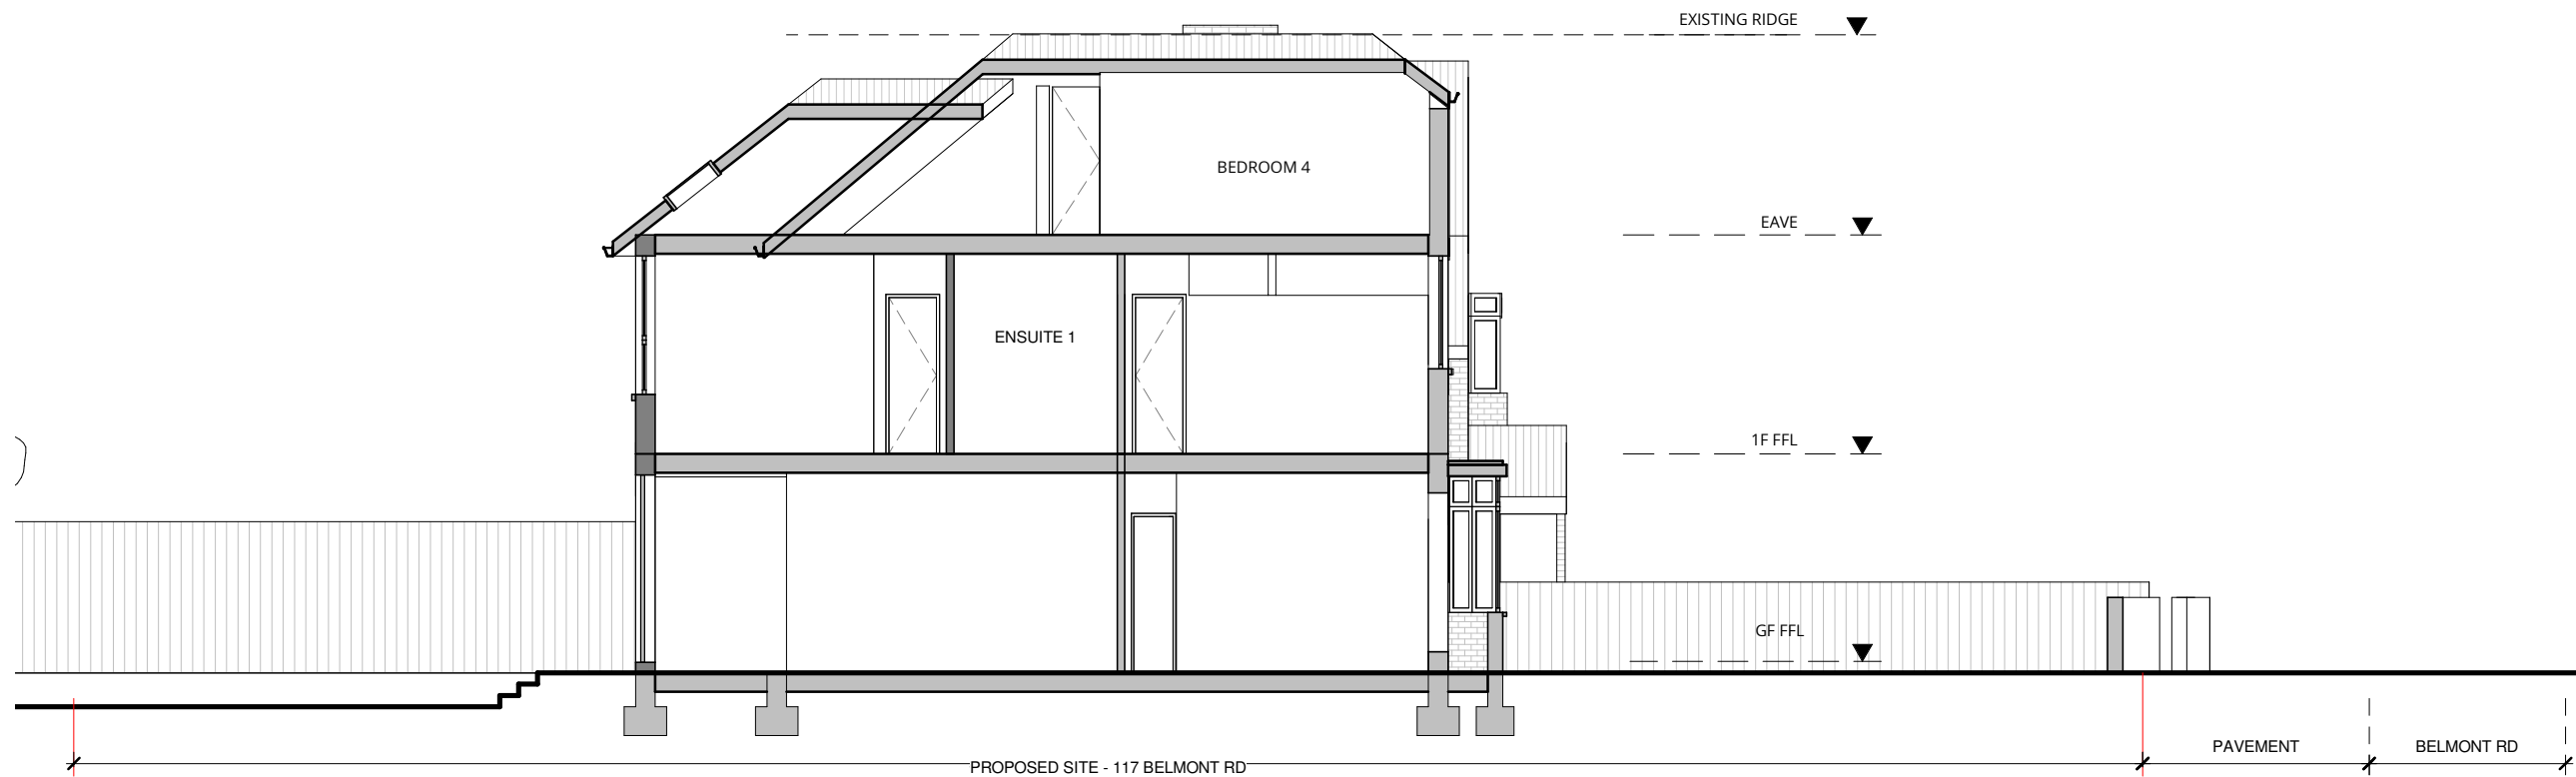 EXISTING RIDGE
BEDROOM 4
EAVE
ENSUITE 1
1F FFL
GF FFL
PROPOSED SITE - 117 BELMONT RD
PAVEMENT
BELMONT RD